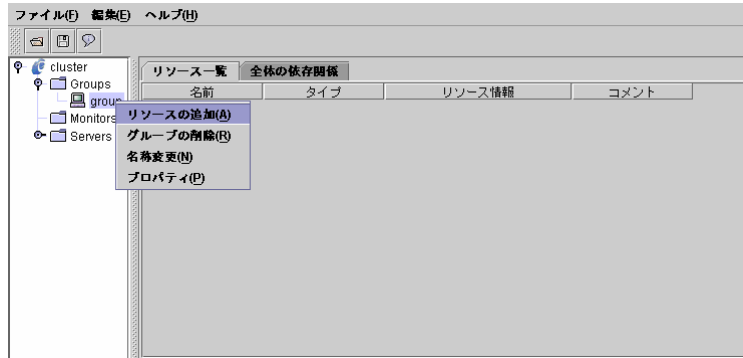 ファイル(F) 編集(E) ヘルプ(H)
cluster
Groups
group
Monitors
Servers
リソース一覧 全体の依存関係
名前 タイプ リソース情報 コメント
リソースの追加(A)
グループの削除(R)
名称変更(N)
プロパティ(P)